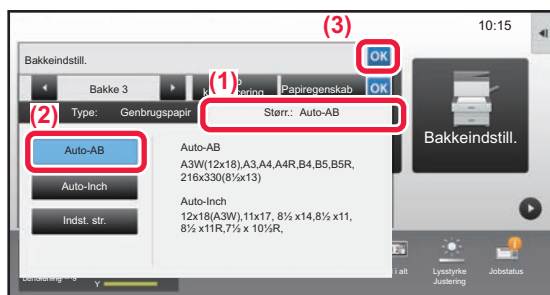 (3)
10:15
Bakkeindstill.
OK
Bakke 3
(1)
Papiregenskab
OK
(2)
Type: Genbrugspapir
Størr.: Auto-AB
Auto-AB
Auto-Inch
Indst. str.
Auto-AB
A3W(12x18),A3,A4,A4R,B4,B5,B5R,
216x330(8½x13)
Auto-Inch
12x18(A3W),11x17, 8½ x14,8½ x11,
8½ x11R,7½ x 10½R,
Bakkeindstill.
i alt
Lysstyrke
Justering
Jobstatus
Y